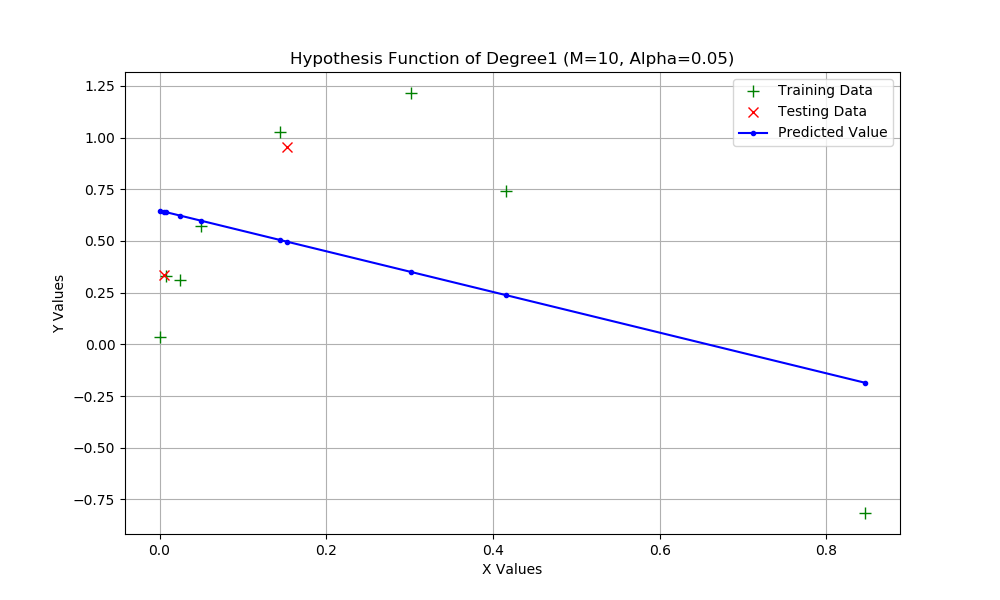 Hypothesis Function of Degree1 (M=10, Alpha=0.05)
Training Data
Testing Data
Predicted Value
1.25
1.00
0.75
0.50
0.25
0.00
−0.25
−0.50
−0.75
Y Values
0.0 0.2 0.4 0.6 0.8
X Values